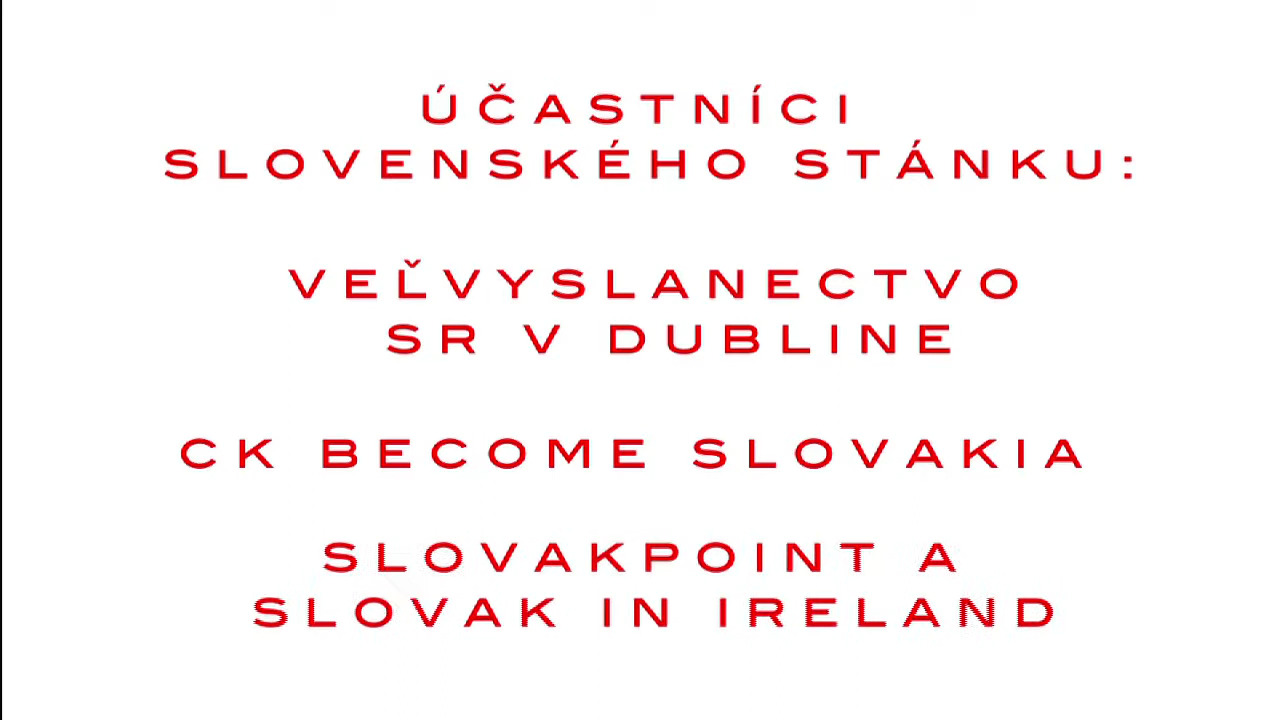 ÚČASTNÍCI
SLOVENSKÉHO STÁNKU:
VEĽVYSLANECTVO
SR V DUBLINE
CK BECOME SLOVAKIA
SLOVAKPOINT A
SLOVAK IN IRELAND